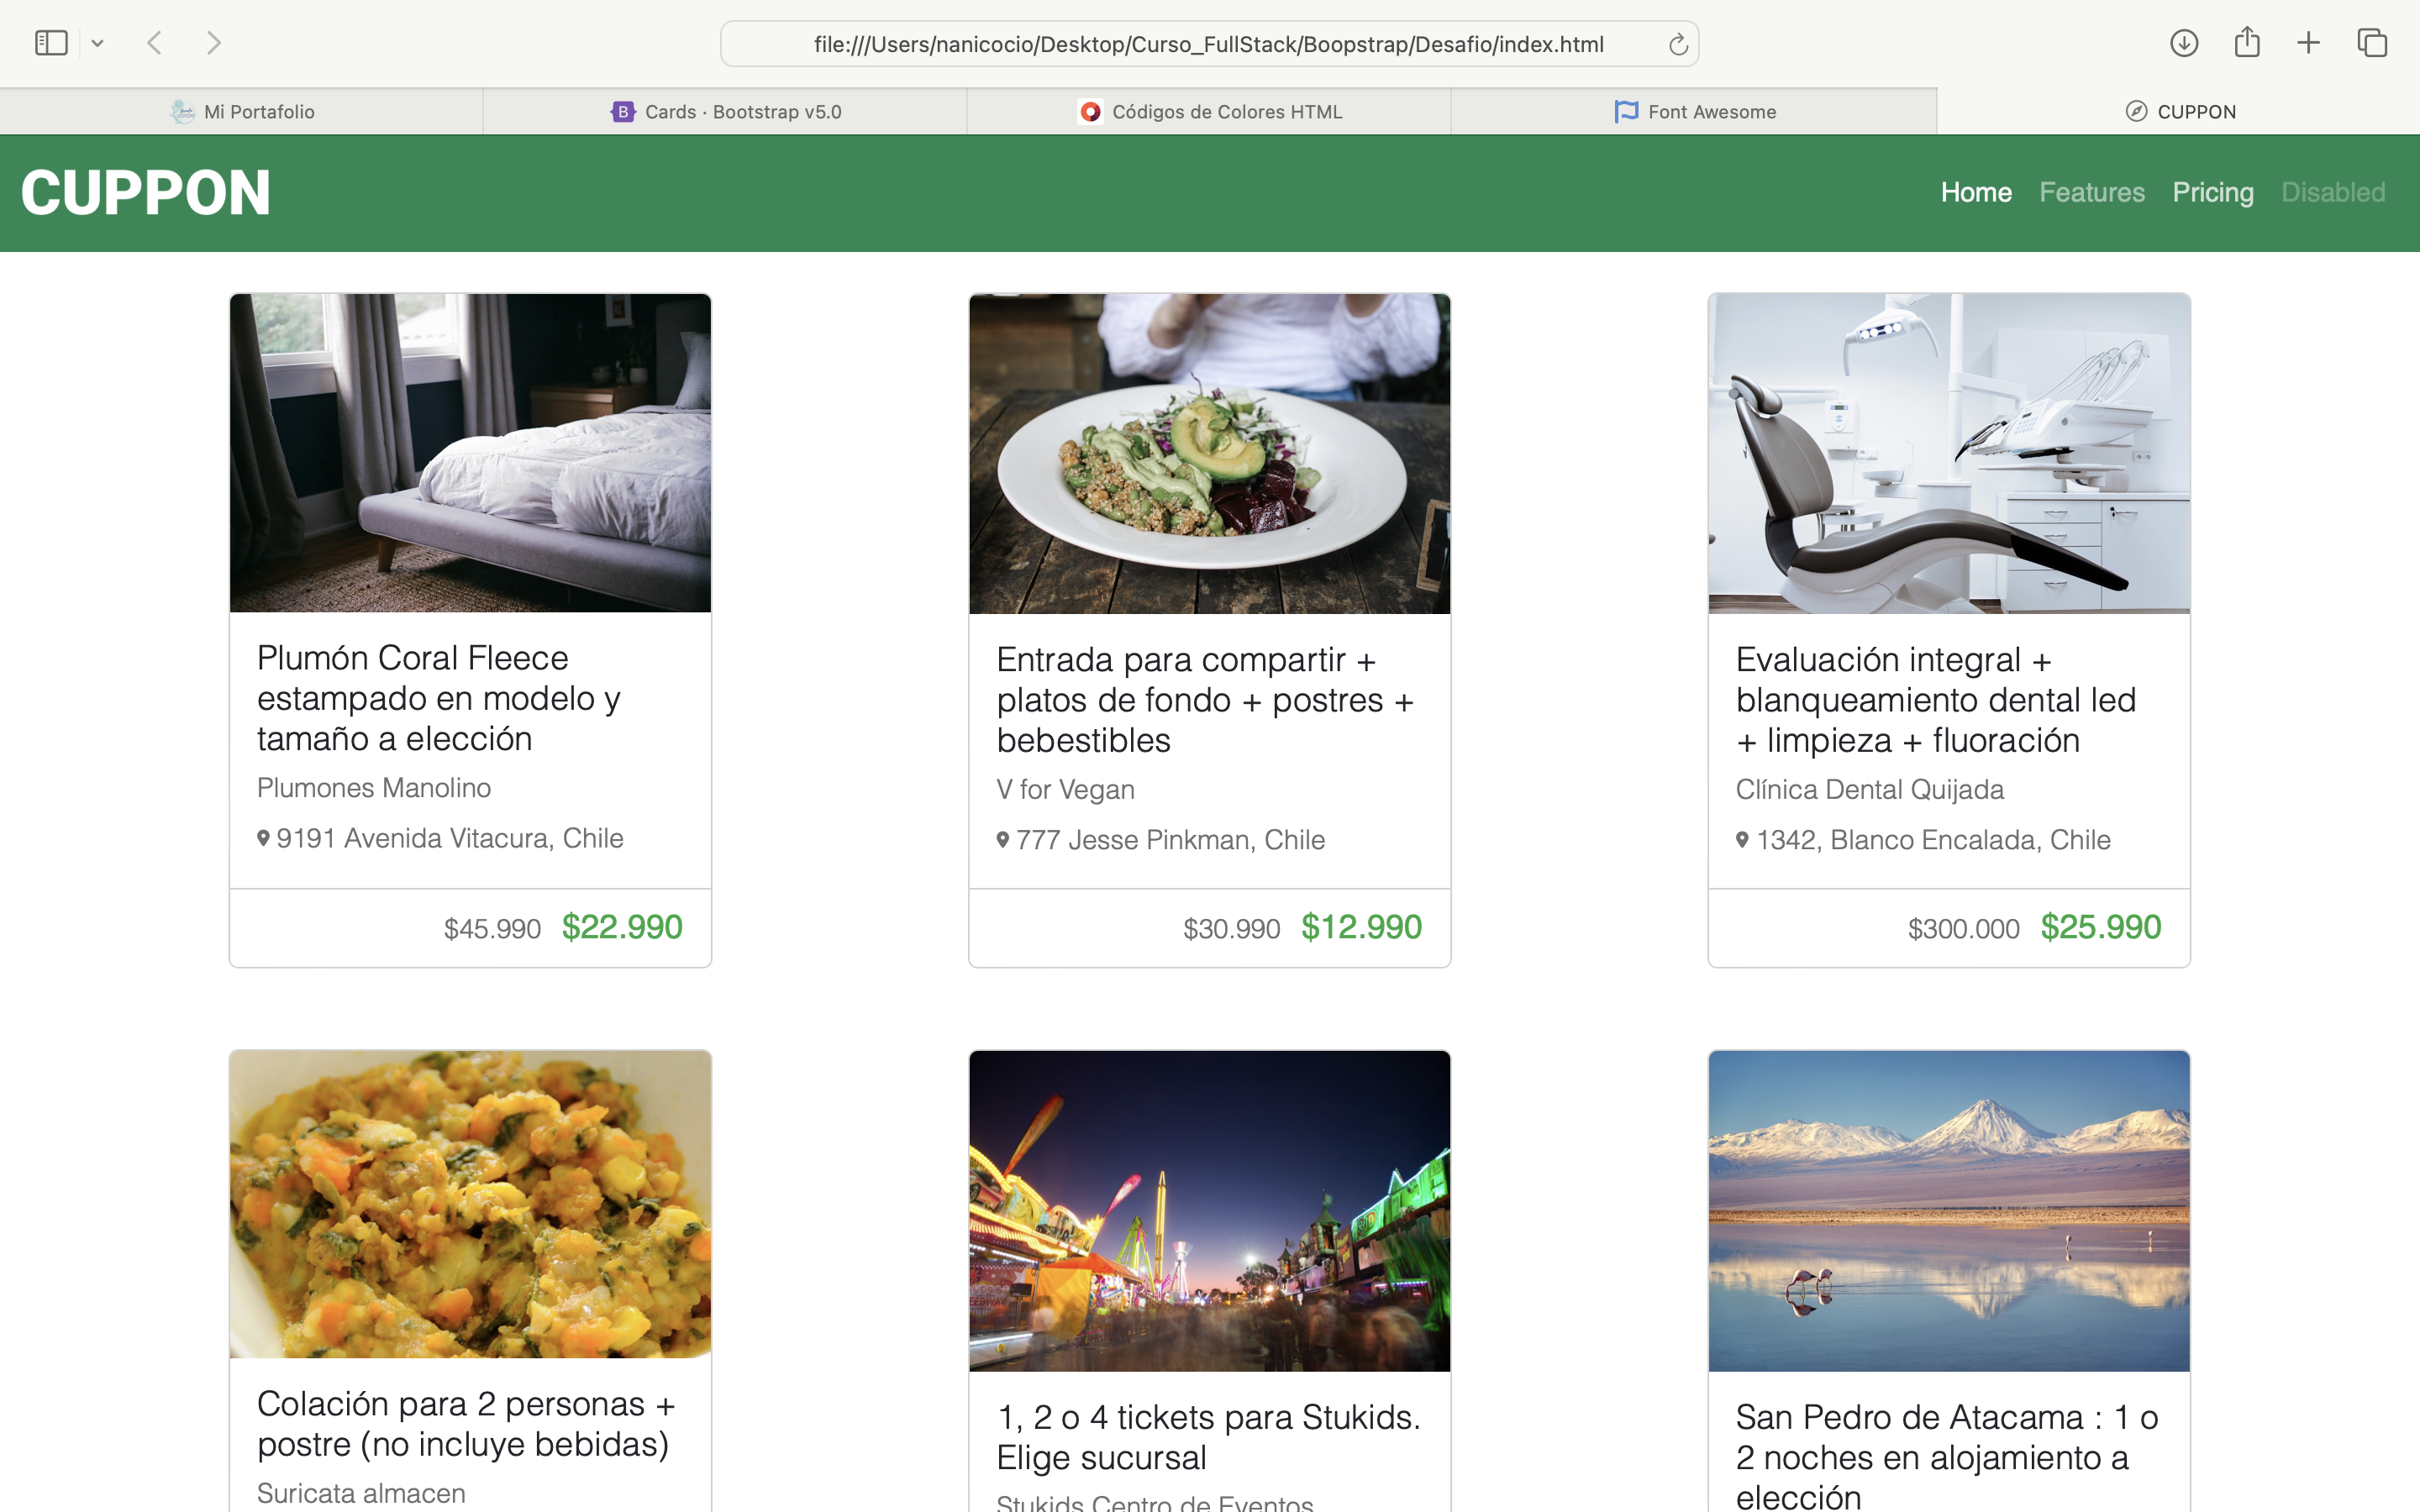 file:///Users/nanicocio/Desktop/Curso_FullStack/Boopstrap/Desafio/index.html
Mi Portafolio
Cards · Bootstrap v5.0
Códigos de Colores HTML
Font Awesome
CUPPON
CUPPON
Home Features Pricing Disabled
Plumón Coral Fleece
estampado en modelo y
tamaño a elección
Plumones Manolino
9191 Avenida Vitacura, Chile
$45.990 $22.990
Entrada para compartir +
platos de fondo + postres +
bebestibles
V for Vegan
777 Jesse Pinkman, Chile
$30.990 $12.990
Evaluación integral +
blanqueamiento dental led
+ limpieza + fluoración
Clínica Dental Quijada
1342, Blanco Encalada, Chile
$300.000 $25.990
Colación para 2 personas +
postre (no incluye bebidas)
Suricata almacen
1, 2 o 4 tickets para Stukids.
Elige sucursal
Stukids Centro de Eventos
San Pedro de Atacama : 1 o
2 noches en alojamiento a
elección